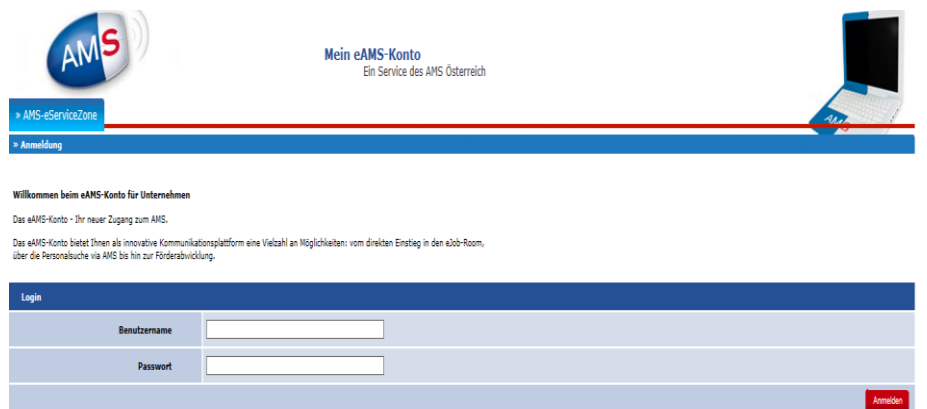 AMS
Mein eAMS-Konto
Ein Service des AMS Österreich
» AMS-eServiceZone
AMS
» Anmeldung
Willkommen beim eAMS-Konto für Unternehmen
Das eAMS-Konto - Ihr neuer Zugang zum AMS.
Das eAMS-Konto bietet Ihnen als innovative Kommunikationsplattform eine Vielzahl an Möglichkeiten: vom direkten Einstieg in den eJob-Room,
über die Personalsuche via AMS bis hin zur Förderabwicklung.
Login
Benutzername
Passwort
Anmelden